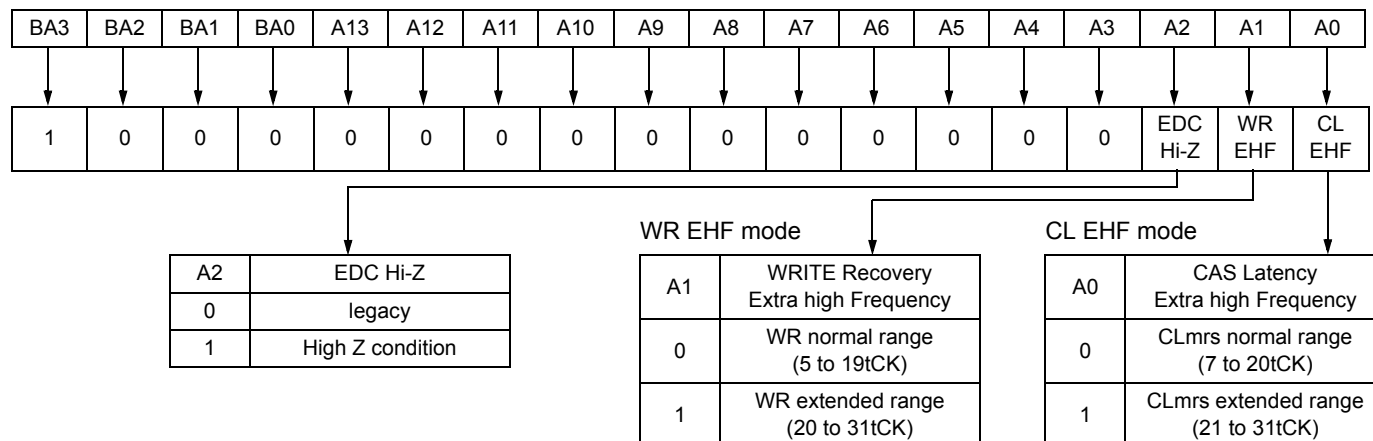 BA3 BA2 BA1 BA0 A13 A12 A11 A10 A9 A8 A7 A6 A5 A4 A3 A2 A1 A0
1 0 0 0 0 0 0 0 0 0 0 0 0 0 0 EDC Hi-Z WR EHF CL EHF
A2 EDC Hi-Z
0 legacy
1 High Z condition
WR EHF mode
A1 WRITE Recovery
Extra high Frequency
0 WR normal range
(5 to 19tCK)
1 WR extended range
(20 to 31tCK)
CL EHF mode
A0 CAS Latency
Extra high Frequency
0 CLmrs normal range
(7 to 20tCK)
1 CLmrs extended range
(21 to 31tCK)